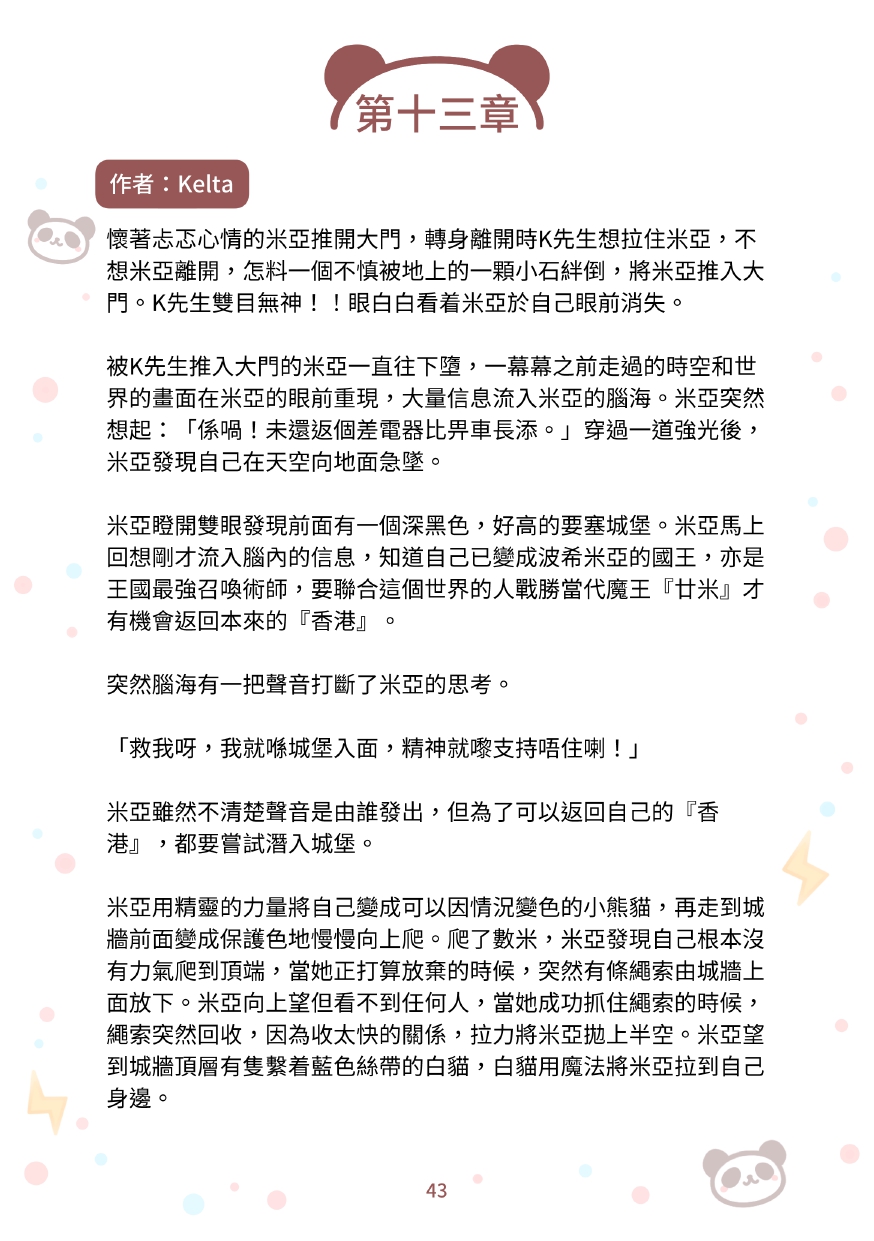 第十三章
作者：Kelta
懷著忐忑心情的米亞推開大門，轉身離開時K先生想拉住米亞，不
想米亞離開，怎料一個不慎被地上的一顆小石絆倒，將米亞推入大
門。K先生雙目無神！！眼白白看着米亞於自己眼前消失。
被K先生推入大門的米亞一直往下墮，一幕幕之前走過的時空和世
界的畫面在米亞的眼前重現，大量信息流入米亞的腦海。米亞突然
想起：「係喎！未還返個差電器比畀車長添。」穿過一道強光後，
米亞發現自己在天空向地面急墜。
米亞瞪開雙眼發現前面有一個深黑色，好高的要塞城堡。米亞馬上
回想剛才流入腦內的信息，知道自己已變成波希米亞的國王，亦是
王國最強召喚術師，要聯合這個世界的人戰勝當代魔王『廿米』才
有機會返回本來的『香港』。
突然腦海有一把聲音打斷了米亞的思考。
「救我呀，我就喺城堡入面，精神就嚟支持唔住喇！」
米亞雖然不清楚聲音是由誰發出，但為了可以返回自己的『香
港』，都要嘗試潛入城堡。
米亞用精靈的力量將自己變成可以因情況變色的小熊貓，再走到城
牆前面變成保護色地慢慢向上爬。爬了數米，米亞發現自己根本沒
有力氣爬到頂端，當她正打算放棄的時候，突然有條繩索由城牆上
面放下。米亞向上望但看不到任何人，當她成功抓住繩索的時候，
繩索突然回收，因為收太快的關係，拉力將米亞拋上半空。米亞望
到城牆頂層有隻繫着藍色絲帶的白貓，白貓用魔法將米亞拉到自己
身邊。
43